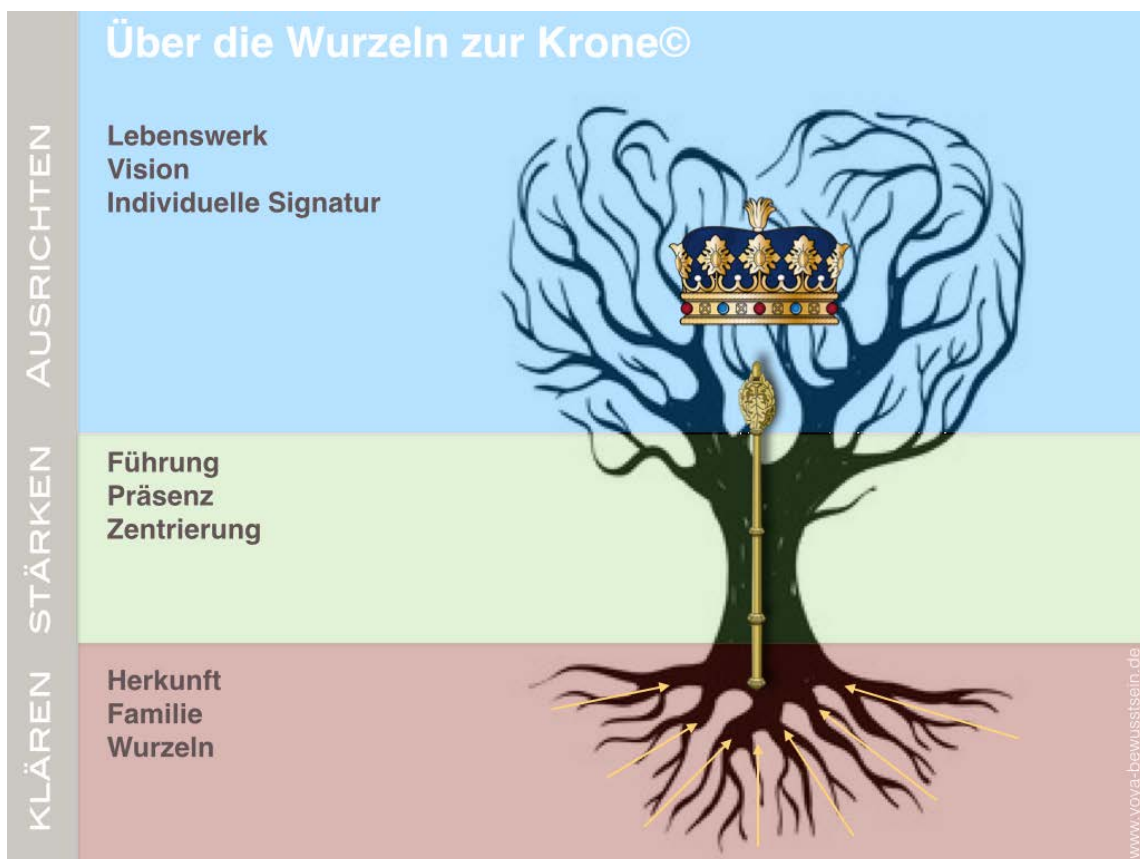 Über die Wurzeln zur Krone©
AUSRICHTEN
Lebenswerk
Vision
Individuelle Signatur
STÄRKEN
Führung
Präsenz
Zentrierung
KLÄREN
Herkunft
Familie
Wurzeln
www.yova-bewusstsein.de